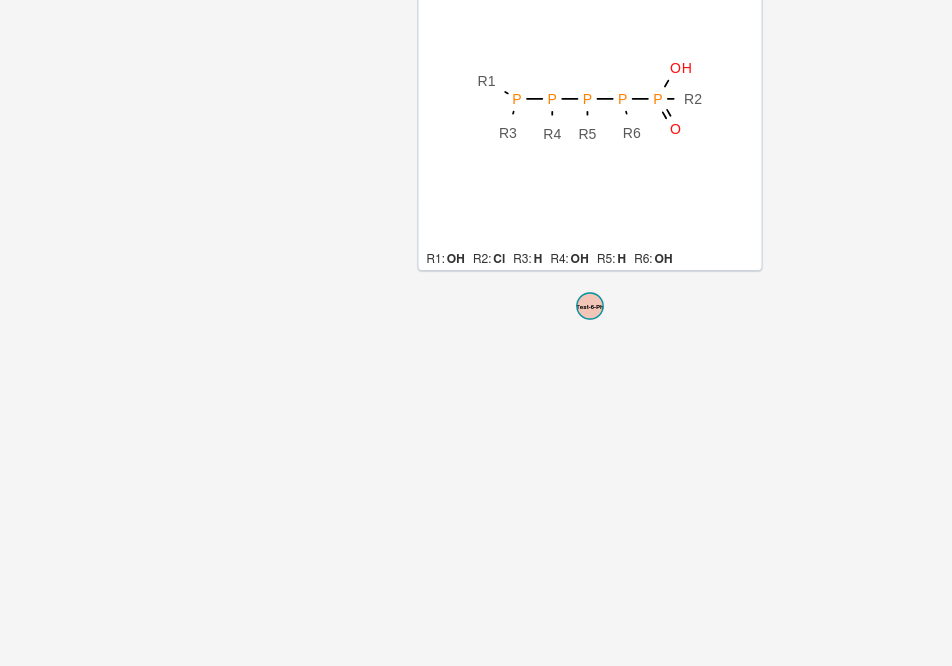 OH
R1
P P P P P R2
R3 R4 R5 R6 O
R1: OH R2: Cl R3: H R4: OH R5: H R6: OH
Test-6-Ph